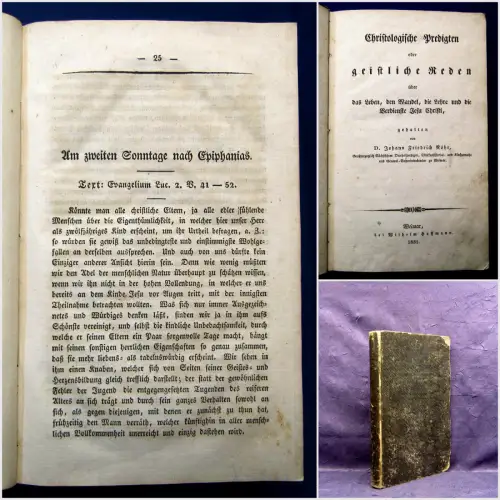 — 25 —
Am zweiten Sonntage nach Epiphanias.
Text: Evangelium Luc. 2. V. 41 — 52.
Könnte man alle christliche Eltern, ja alle edler fühlende
Menschen über die Eigenthümlichkeit, in welcher hier unser Herr
als zwölfjähriges Kind erscheint, um ihr Urtheil befragen, a. Z.:
so würden sie gewiß das unbedingteste und einstimmigste Wohlge-
fallen an derselben aussprechen. Und auch von uns dürfte kein
Einziger anderer Ansicht hierin seyn. Denn wie wenig müßten
wir den Adel der menschlichen Natur überhaupt zu schätzen wissen,
wenn wir ihn nicht in der hohen Vollendung, in welcher er uns
bereits an dem Kinde Jesu vor Augen tritt, mit der innigsten
Theilnahme betrachten wollten. Was sich nur immer Ausgezeich-
netes und Würdiges denken läßt, finden wir ja in ihm aufs
Schönste vereinigt, und selbst die kindliche Unbedachtsamkeit, durch
welche er seinen Eltern ein Paar sorgenvolle Tage macht, hängt
mit seinen sonstigen herrlichen Eigenschaften so genau zusammen,
daß sie mehr liebens- als tadelnswürdig erscheint. Wir sehen in
ihm einen Knaben, welcher sich von Seiten seiner Geistes- und
Herzensbildung gleich trefflich darstellt; der statt der gewöhnlichen
Fehler der Jugend die entgegengesetzten Tugenden des reiferen
Alters an sich trägt und durch sein ganzes Verhalten sowohl an
sich, als gegen diejenigen, mit denen er zunächst zu thun hat,
frühzeitig den Mann verräth, welcher künftighin in aller mensch-
lichen Vollkommenheit unerreicht und einzig dastehen wird.
Christologische Predigten
oder
geistliche Reden
über
das Leben, den Wandel, die Lehre und die
Verdienste Jesu Christi,
gehalten
von
D. Johann Friedrich Röhr,
Weimar,
bei Wilhelm Hoffmann.